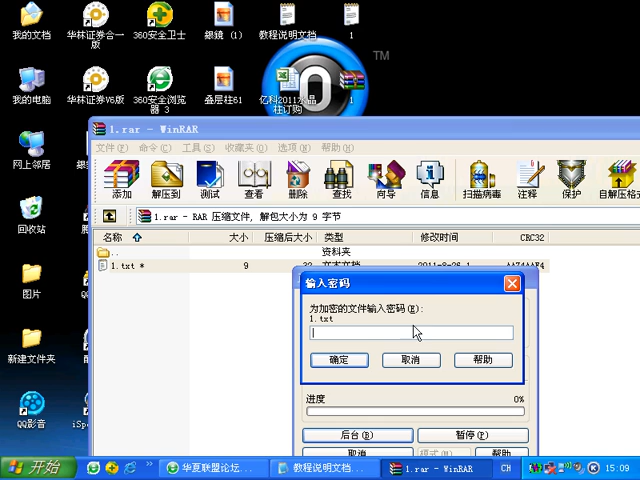 我的文档
华林证券合一版
360安全卫士
教程说明文档
1
TM
我的电脑
华林证券V6版
360安全浏览器 3
叠层柱61
亿科2011水晶柱订购
1
网上邻居
回收站
图片
新建文件夹
QQ影音
1.rar - WinRAR
文件(F) 命令(C) 工具(S) 收藏夹(O) 选项(N) 帮助(H)
添加 解压到 测试 查看 删除 查找 向导 信息 扫描病毒 注释 保护 自解压格式
1.rar - RAR 压缩文件, 解包大小为 9 字节
名称 大小 压缩后大小 类型 修改时间 CRC32
.. 资料夹
1.txt * 9 32 文本文档 2011-8-26 1
输入密码
为加密的文件输入密码(E):
1.txt
确定 取消 帮助
进度 0%
后台(B) 暂停(P)
取消 模式(M)... 帮助
开始 华夏联盟论坛... 教程说明文档... 1.rar - WinRAR CH 15:09